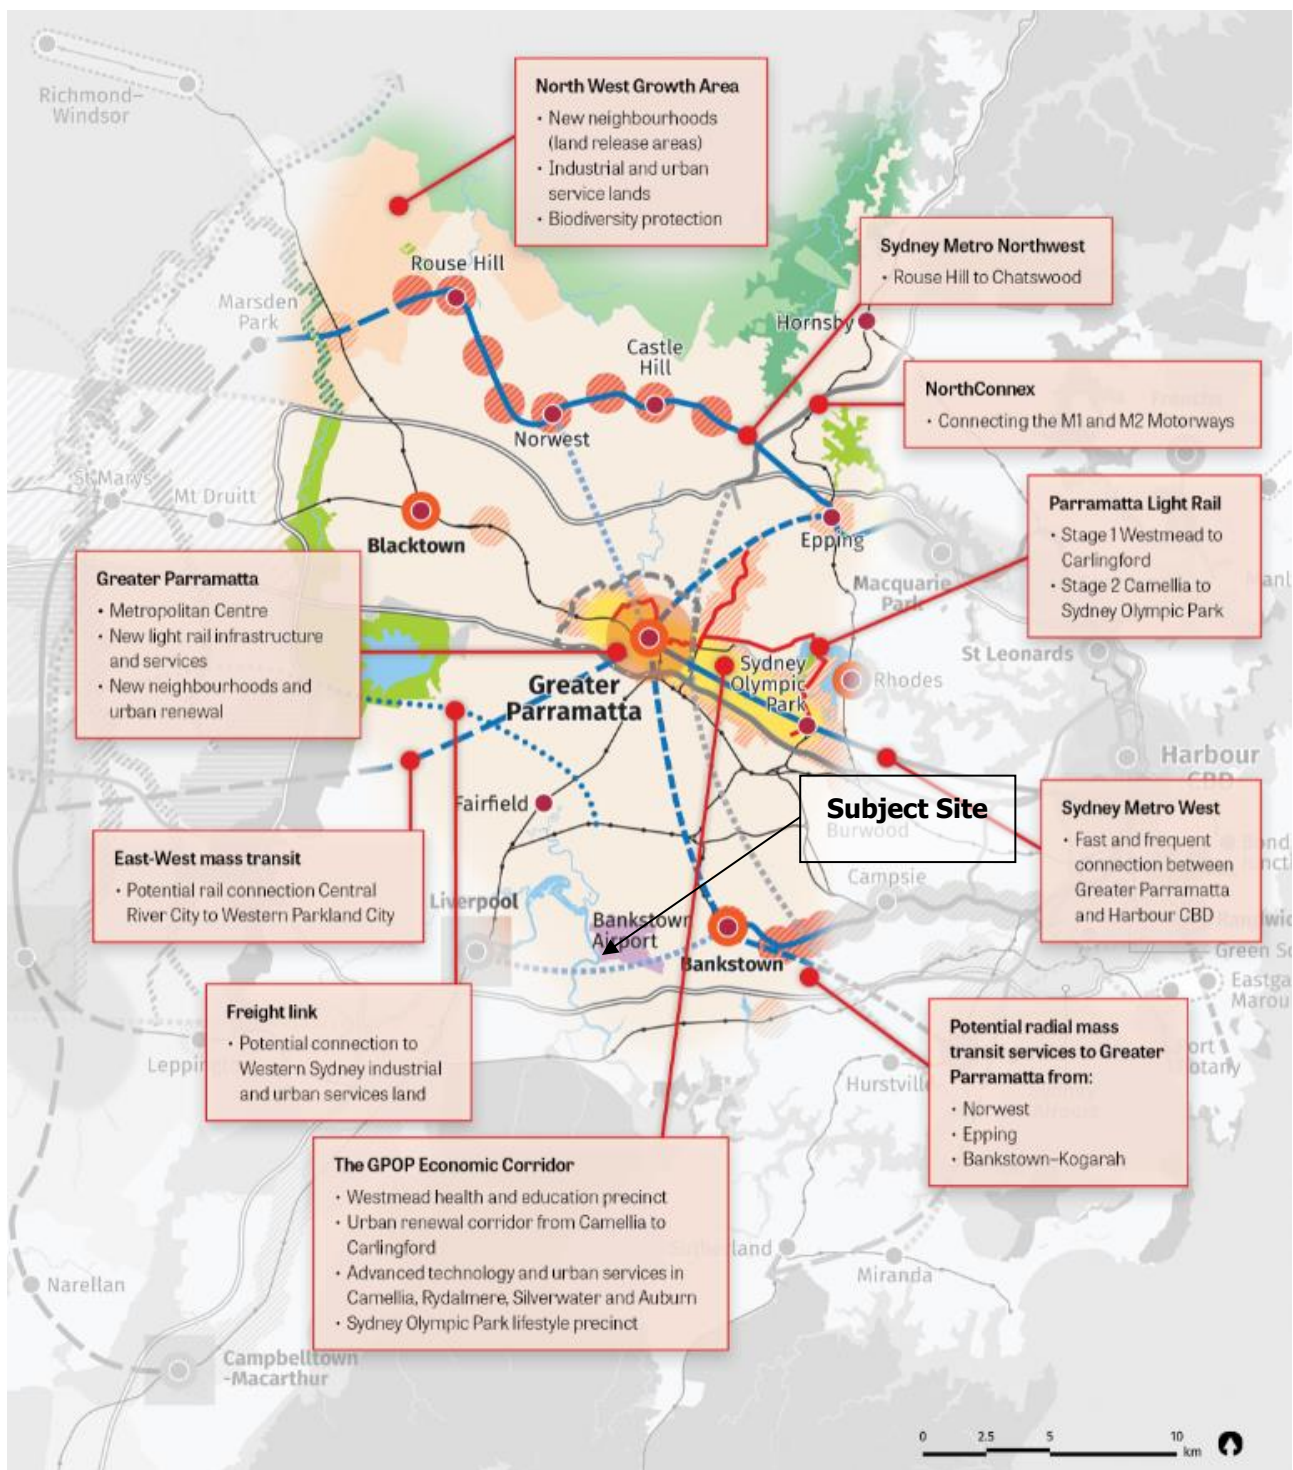 Richmond–
Windsor
North West Growth Area
• New neighbourhoods
(land release areas)
• Industrial and urban
service lands
• Biodiversity protection
Sydney Metro Northwest
• Rouse Hill to Chatswood
Rouse Hill
Marsden
Park
Hornsby
Castle
Hill
NorthConnex
• Connecting the M1 and M2 Motorways
Norwest
St Marys
Mt Druitt
Blacktown
Epping
Parramatta Light Rail
• Stage 1 Westmead to
Carlingford
• Stage 2 Camellia to
Sydney Olympic Park
Macquarie
Park
Greater Parramatta
• Metropolitan Centre
• New light rail infrastructure
and services
• New neighbourhoods and
urban renewal
St Leonards
Sydney
Olympic
Park
Rhodes
Greater
Parramatta
Harbour
CBD
Fairfield
Subject Site
Burwood
Sydney Metro West
• Fast and frequent
connection between
Greater Parramatta
and Harbour CBD
East-West mass transit
• Potential rail connection Central
River City to Western Parkland City
Campsie
Liverpool
Bankstown
Airport
Bankstown
Green
Freight link
• Potential connection to
Western Sydney industrial
and urban services land
Potential radial mass
transit services to Greater
Parramatta from:
• Norwest
• Epping
• Bankstown–Kogarah
Hurstville
The GPOP Economic Corridor
• Westmead health and education precinct
• Urban renewal corridor from Camellia to
Carlingford
• Advanced technology and urban services in
Camellia, Rydalmere, Silverwater and Auburn
• Sydney Olympic Park lifestyle precinct
Miranda
Narellan
Campbelltown
-Macarthur
0 2.5 5 10
km